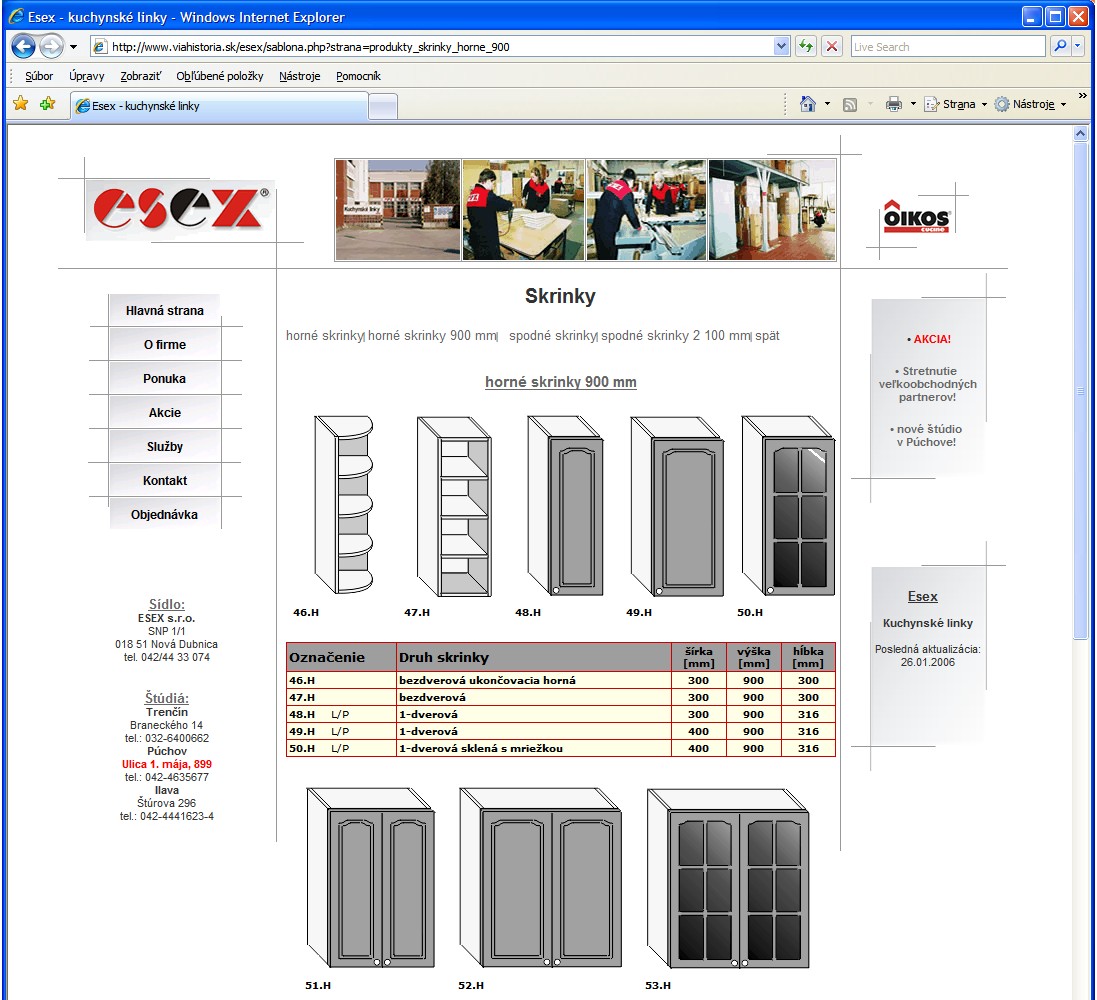 Esex - kuchynské linky - Windows Internet Explorer
http://www.viahistoria.sk/esex/sablona.php?strana=produkty_skrinky_horne_900
Live Search
Súbor Úpravy Zobraziť Obľúbené položky Nástroje Pomocník
Esex - kuchynské linky
Strana Nástroje »
esex®
Kuchynské linky
OIKOS
cucine
Hlavná strana
O firme
Ponuka
Akcie
Služby
Kontakt
Objednávka
Sídlo:
ESEX s.r.o.
SNP 1/1
018 51 Nová Dubnica
tel. 042/44 33 074
Štúdiá:
Trenčín
Braneckého 14
tel.: 032-6400662
Púchov
Ulica 1. mája, 899
tel.: 042-4635677
Ilava
Štúrova 296
tel.: 042-4441623-4
Skrinky
horné skrinky| horné skrinky 900 mm| spodné skrinky| spodné skrinky 2 100 mm| späť
horné skrinky 900 mm
46.H 47.H 48.H 49.H 50.H
Označenie Druh skrinky šírka [mm] výška [mm] hĺbka [mm]
46.H bezdverová ukončovacia horná 300 900 300
47.H bezdverová 300 900 300
48.H L/P 1-dverová 300 900 316
49.H L/P 1-dverová 400 900 316
50.H L/P 1-dverová sklená s mriežkou 400 900 316
51.H 52.H 53.H
• AKCIA!
• Stretnutie
veľkoobchodných
partnerov!
• nové štúdio
v Púchove!
Esex
Kuchynské linky
Posledná aktualizácia:
26.01.2006